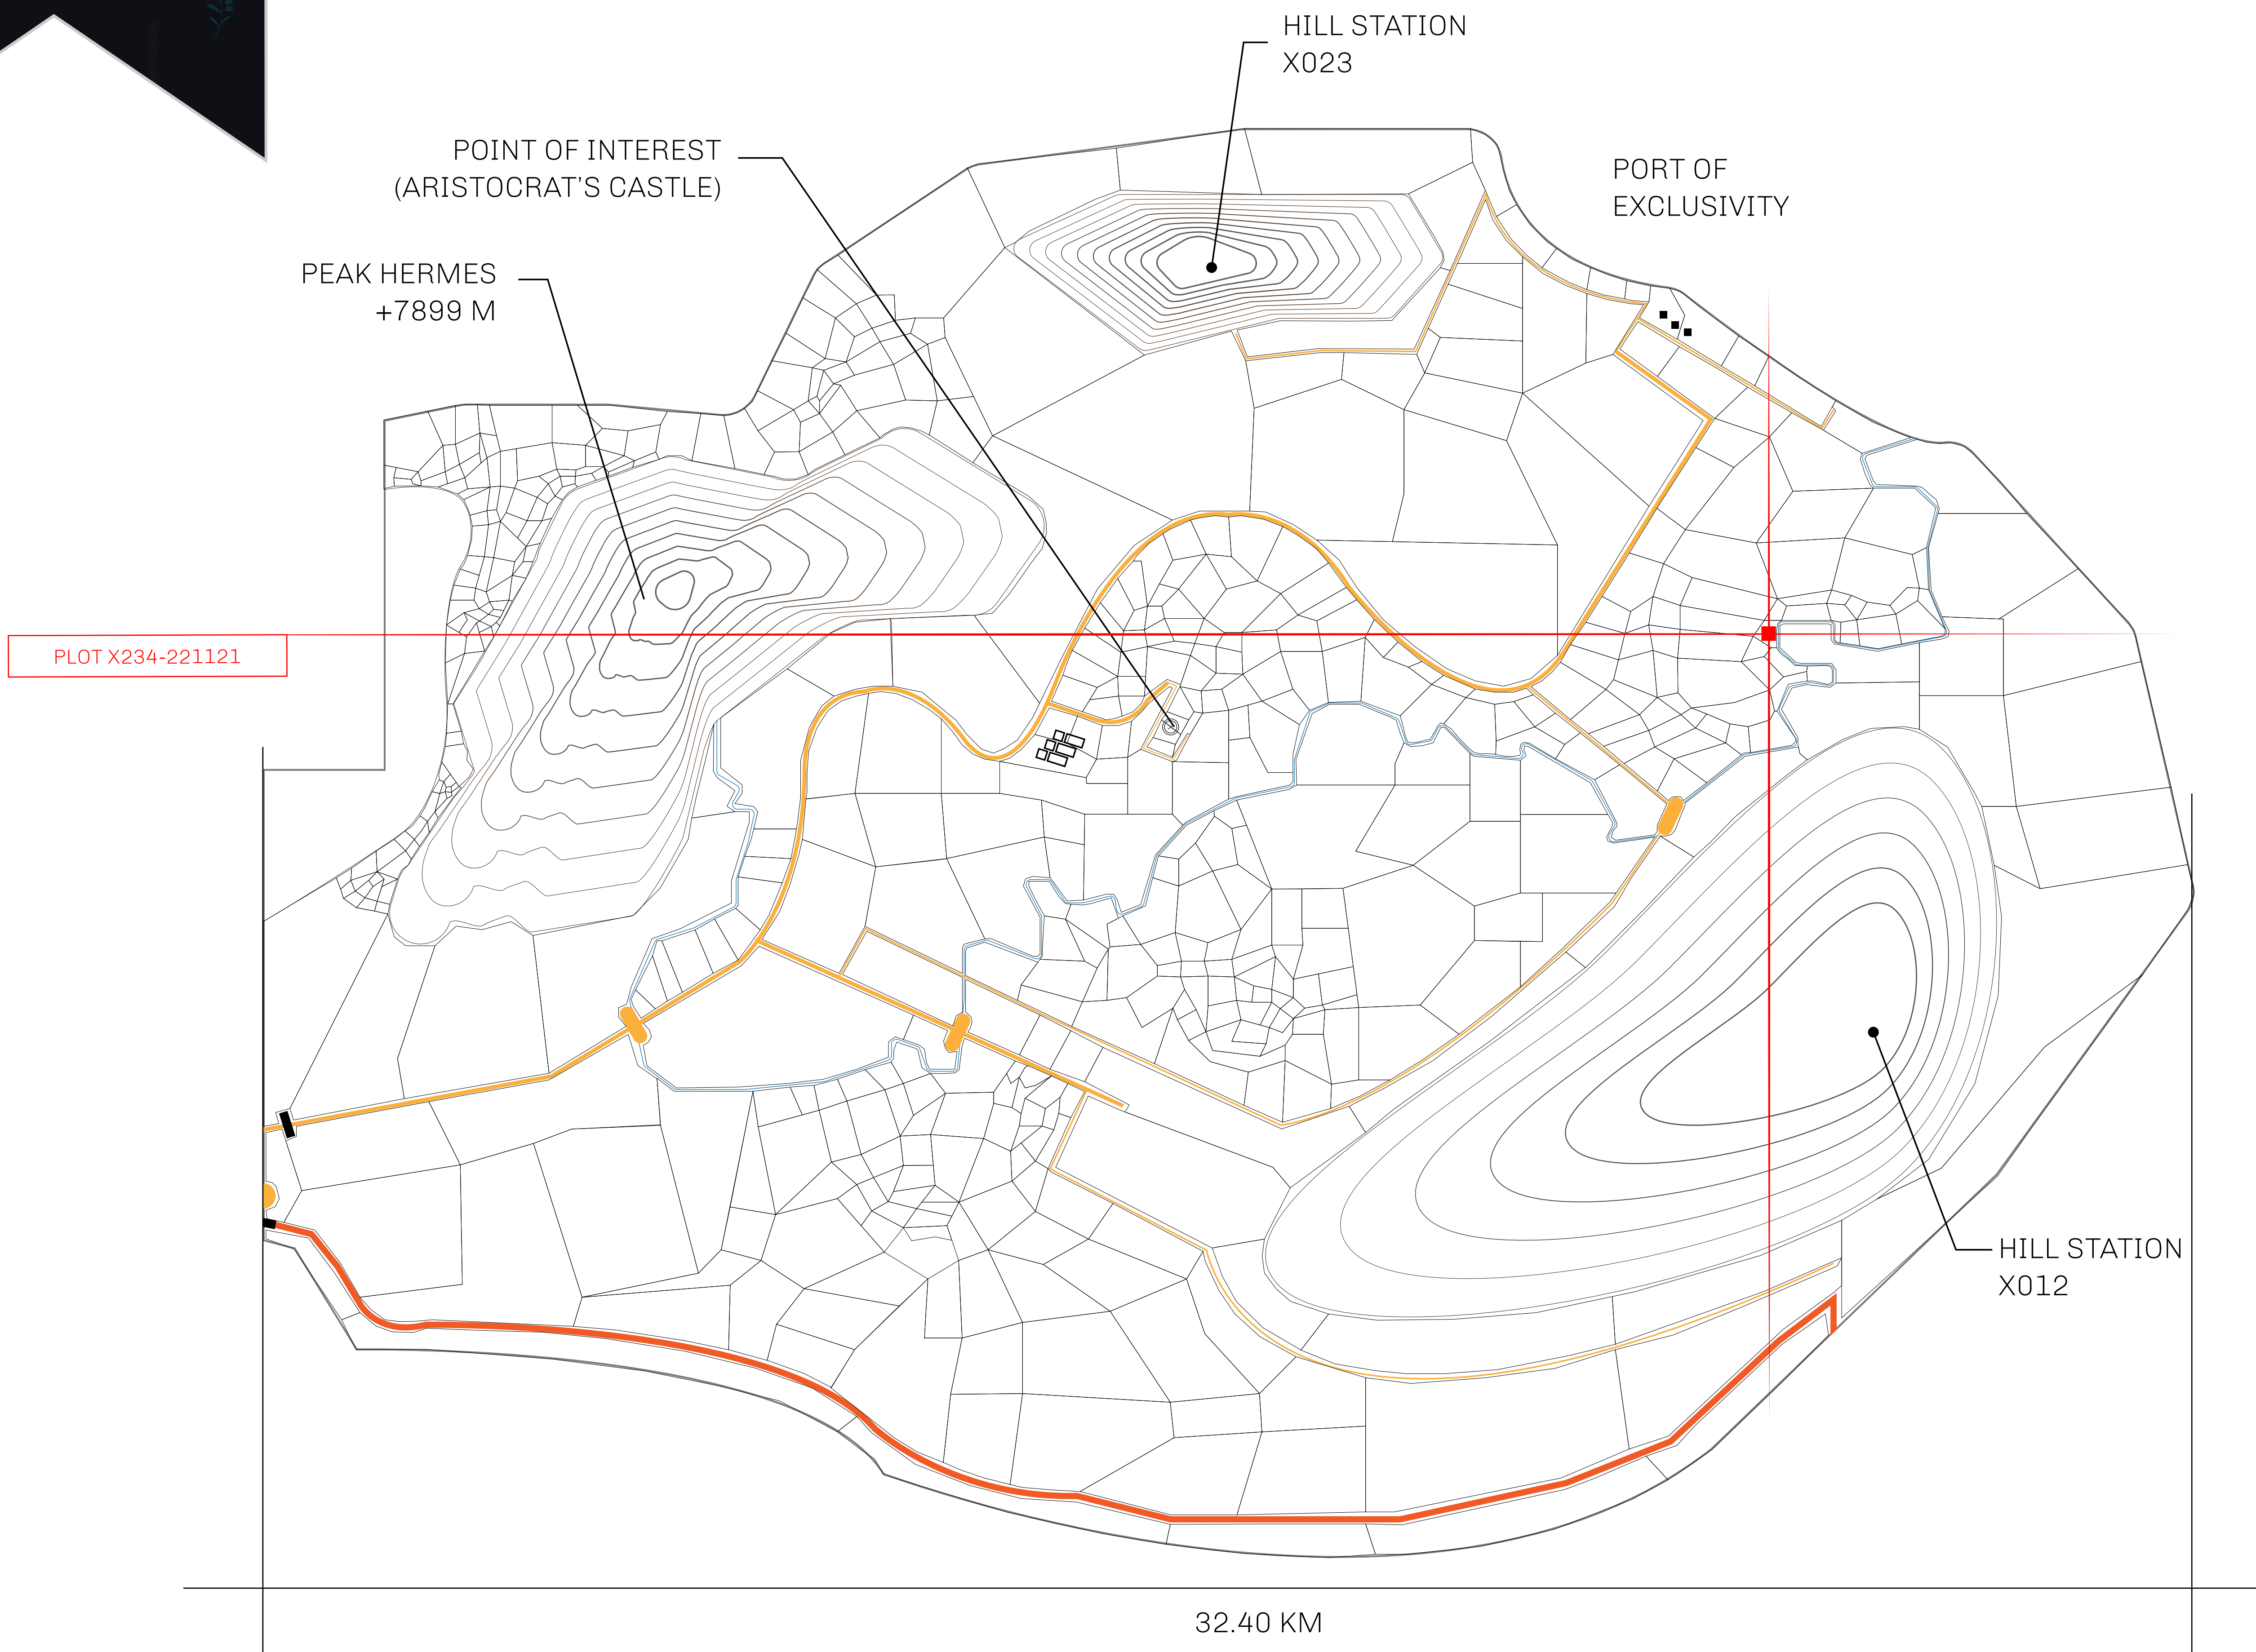 HILL STATION
X023
POINT OF INTEREST
(ARISTOCRAT'S CASTLE)
PORT OF
EXCLUSIVITY
PEAK HERMES
+7899 M
PLOT X234-221121
HILL STATION
X012
32.40 KM